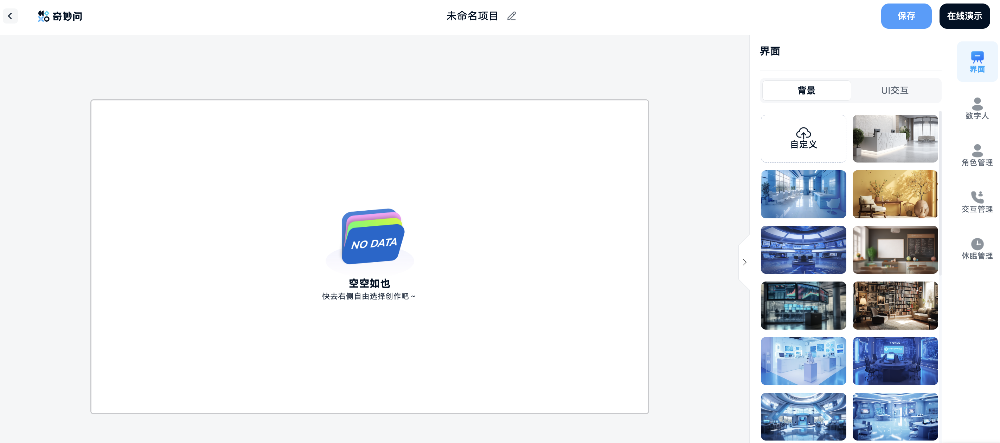 奇妙问
未命名项目
保存
在线演示
界面
背景
UI交互
自定义
NO DATA
空空如也
快去右侧自由选择创作吧 ~
界面
数字人
角色管理
交互管理
休眠管理